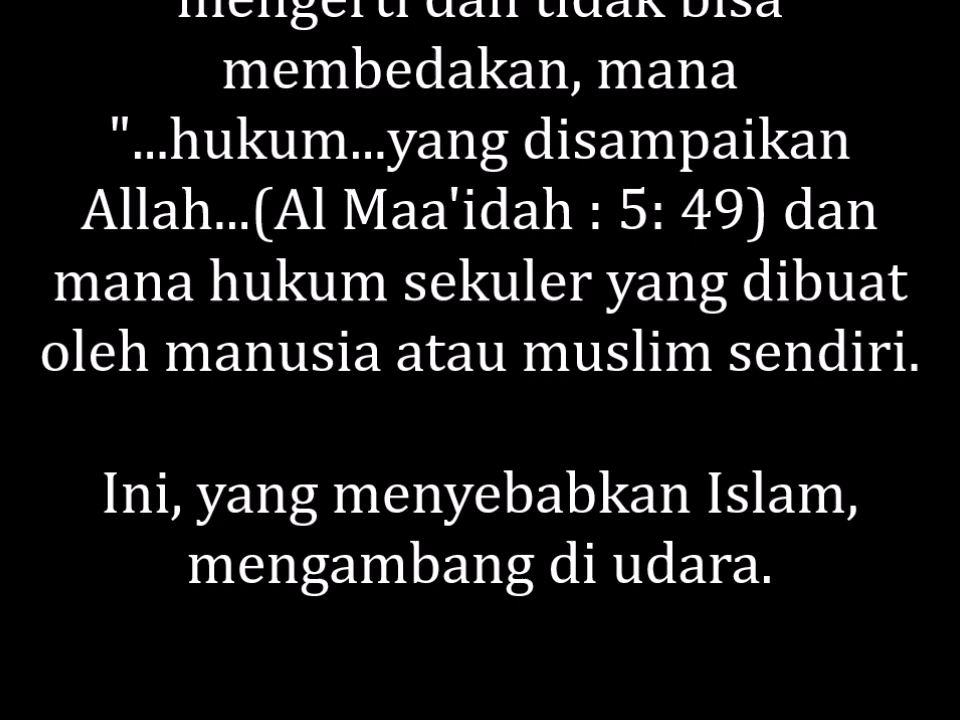 mengerti dan tidak bisa
membedakan, mana
"...hukum...yang disampaikan
Allah...(Al Maa'idah : 5: 49) dan
mana hukum sekuler yang dibuat
oleh manusia atau muslim sendiri.
Ini, yang menyebabkan Islam,
mengambang di udara.